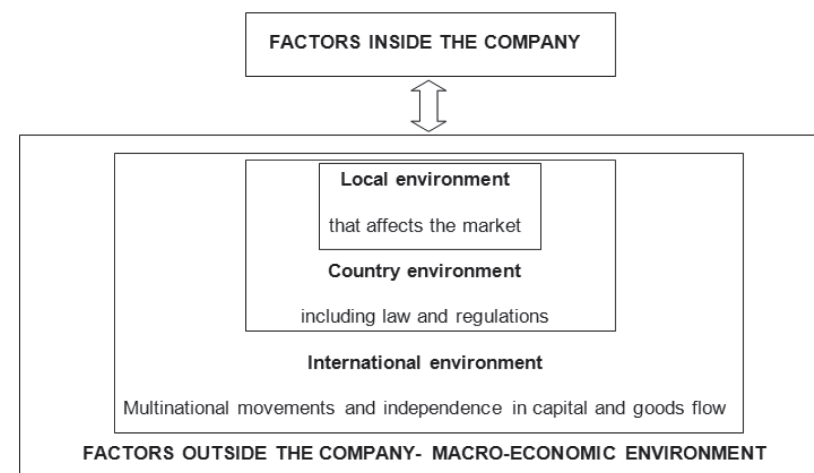 FACTORS INSIDE THE COMPANY
Local environment
that affects the market
Country environment
including law and regulations
International environment
Multinational movements and independence in capital and goods flow
FACTORS OUTSIDE THE COMPANY- MACRO-ECONOMIC ENVIRONMENT